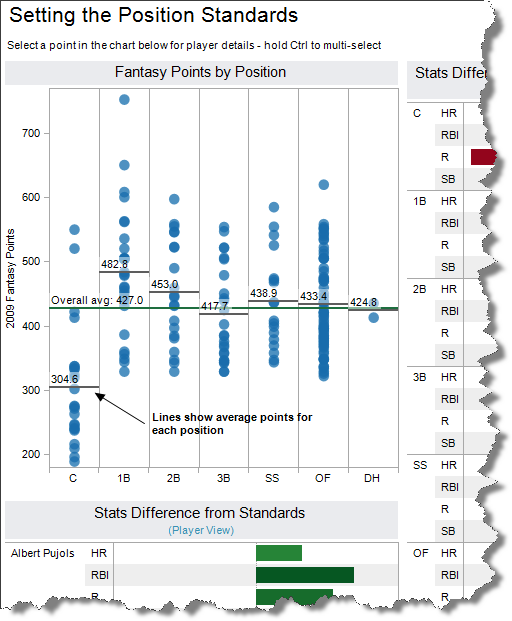 Setting the Position Standards
Select a point in the chart below for player details - hold Ctrl to multi-select
Fantasy Points by Position
2009 Fantasy Points
700
600
500
400
300
200
304.6
482.8
453.0
417.7
438.9
433.4
424.8
Overall avg: 427.0
Lines show average points for
each position
C
1B
2B
3B
SS
OF
DH
Stats Differ
C
HR
RBI
R
SB
1B
HR
RBI
R
SB
2B
HR
RBI
R
SB
3B
HR
RBI
R
SB
SS
HR
RBI
R
SB
OF
HR
RBI
R
Stats Difference from Standards
(Player View)
Albert Pujols
HR
RBI
R